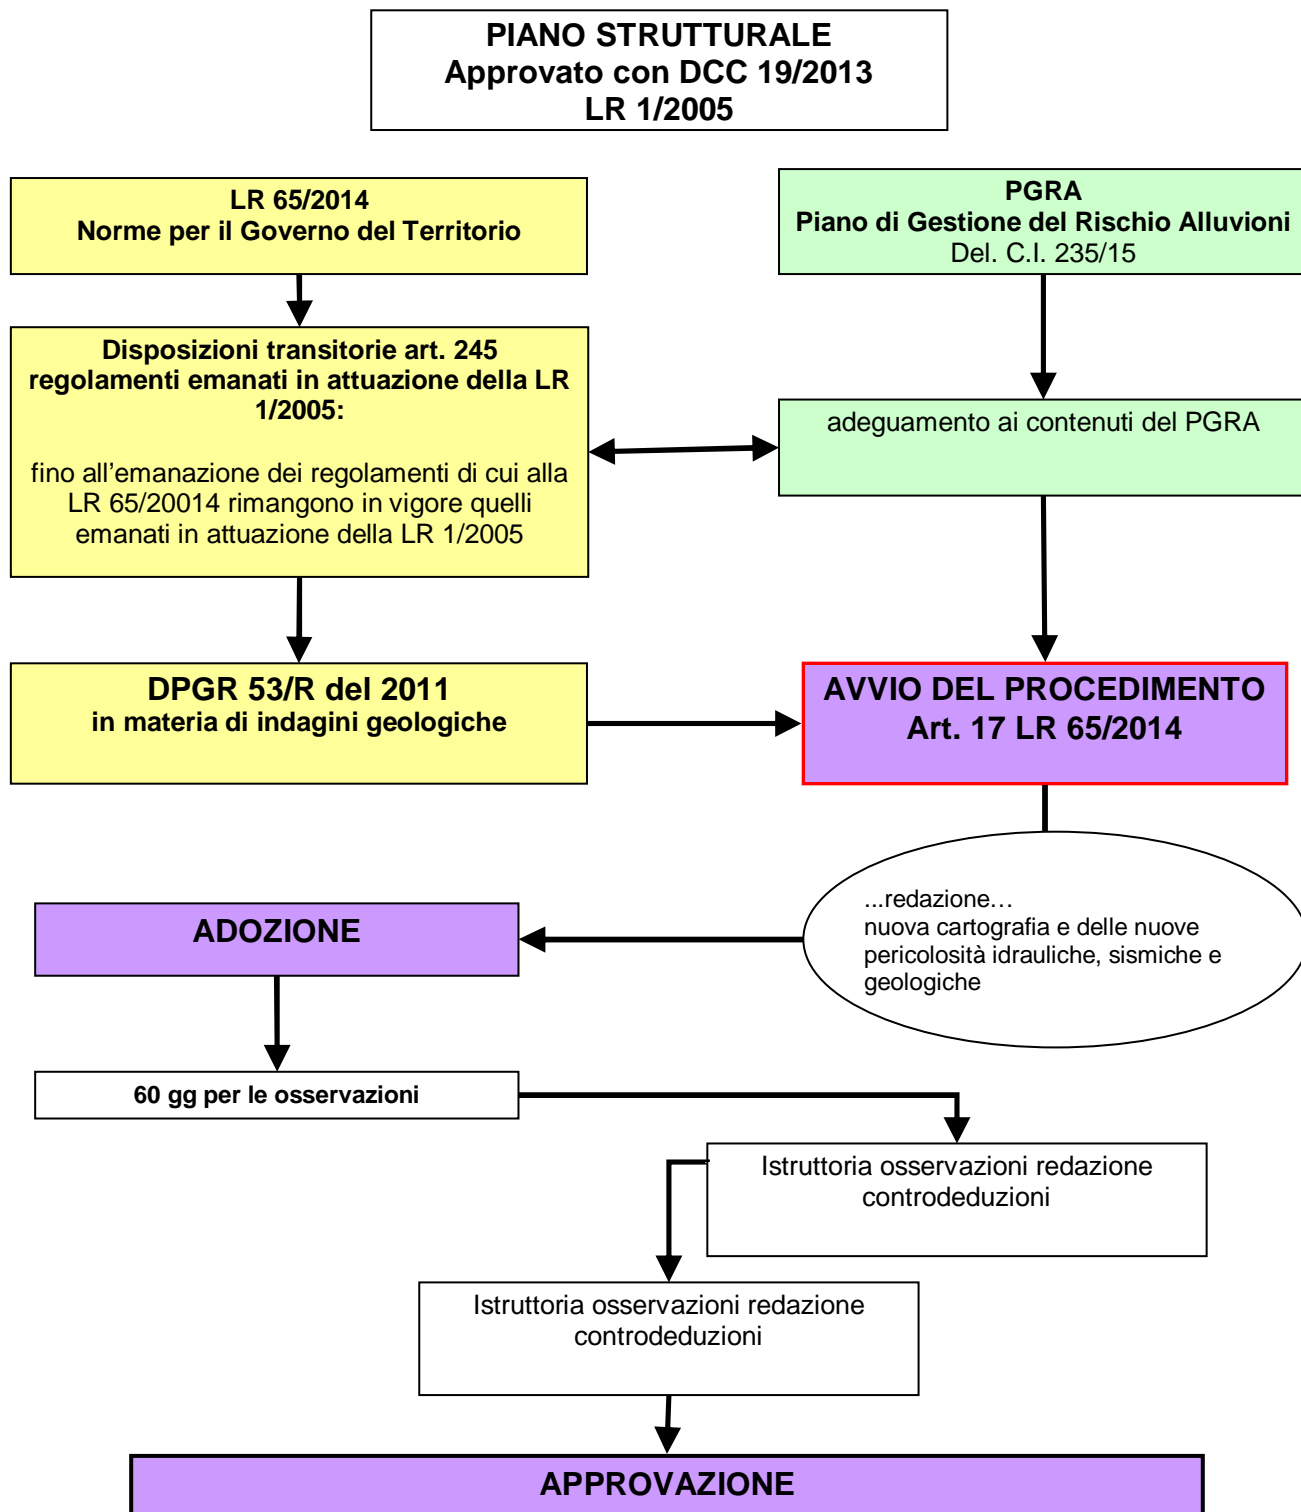 PIANO STRUTTURALE
Approvato con DCC 19/2013
LR 1/2005
LR 65/2014
Norme per il Governo del Territorio
PGRA
Piano di Gestione del Rischio Alluvioni
Del. C.I. 235/15
Disposizioni transitorie art. 245
regolamenti emanati in attuazione della LR
1/2005:
fino all'emanazione dei regolamenti di cui alla
LR 65/20014 rimangono in vigore quelli
emanati in attuazione della LR 1/2005
adeguamento ai contenuti del PGRA
DPGR 53/R del 2011
in materia di indagini geologiche
AVVIO DEL PROCEDIMENTO
Art. 17 LR 65/2014
...redazione…
nuova cartografia e delle nuove
pericolosità idrauliche, sismiche e
geologiche
ADOZIONE
60 gg per le osservazioni
Istruttoria osservazioni redazione
controdeduzioni
Istruttoria osservazioni redazione
controdeduzioni
APPROVAZIONE